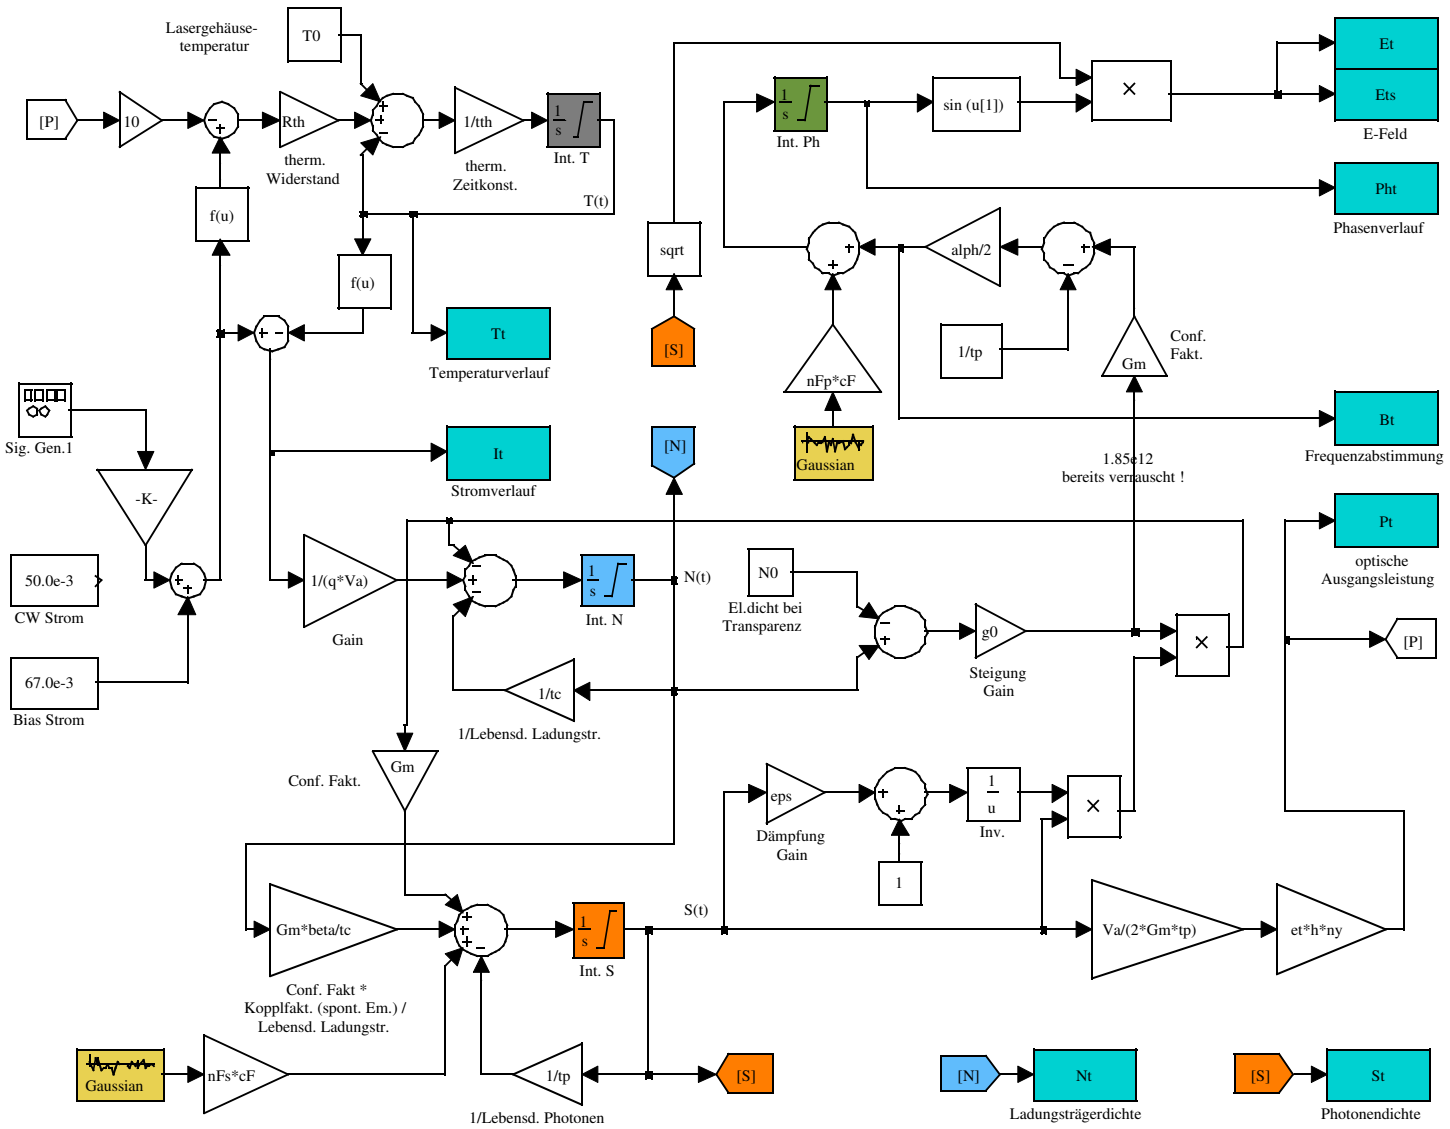 Lasergehäuse-
temperatur
T0
[P]
10
Rth
therm.
Widerstand
1/tth
therm.
Zeitkonst.
1
s
Int. T
T(t)
f(u)
f(u)
Tt
Temperaturverlauf
Sig. Gen.1
-K-
It
Stromverlauf
50.0e-3
CW Strom
67.0e-3
Bias Strom
1/(q*Va)
Gain
1
s
Int. N
N(t)
[N]
1/tc
1/Lebensd. Ladungstr.
sqrt
[S]
1
s
Int. Ph
sin (u[1])
×
Et
Ets
E-Feld
Pht
Phasenverlauf
alph/2
1/tp
Gm
Conf.
Fakt.
nFp*cF
Gaussian
Bt
Frequenzabstimmung
1.85e12
bereits verrauscht !
Pt
optische
Ausgangsleistung
[P]
N0
El.dicht bei
Transparenz
g0
Steigung
Gain
×
Gm
Conf. Fakt.
eps
Dämpfung
Gain
1
1
u
Inv.
×
Gm*beta/tc
Conf. Fakt *
Kopplfakt. (spont. Em.) /
Lebensd. Ladungstr.
1
s
Int. S
S(t)
Va/(2*Gm*tp)
et*h*ny
Gaussian
nFs*cF
1/tp
1/Lebensd. Photonen
[S]
[N]
Nt
Ladungsträgerdichte
[S]
St
Photonendichte